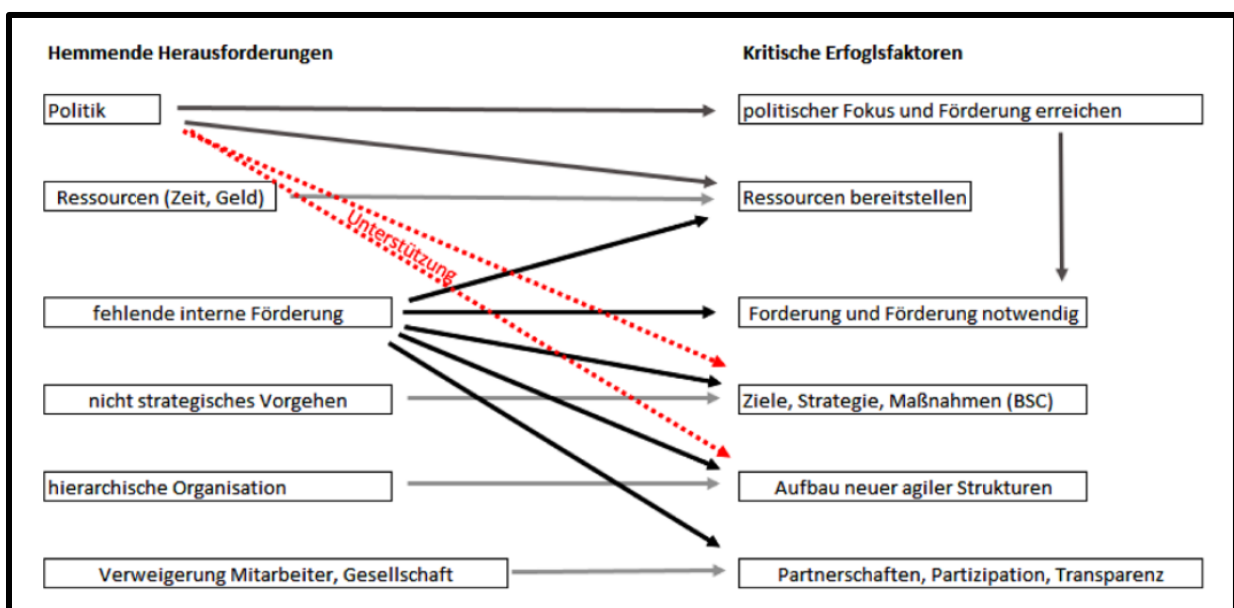 Hemmende Herausforderungen
Kritische Erfoglsfaktoren
Politik
politischer Fokus und Förderung erreichen
Ressourcen (Zeit, Geld)
Ressourcen bereitstellen
Unterstützung
fehlende interne Förderung
Forderung und Förderung notwendig
nicht strategisches Vorgehen
Ziele, Strategie, Maßnahmen (BSC)
hierarchische Organisation
Aufbau neuer agiler Strukturen
Verweigerung Mitarbeiter, Gesellschaft
Partnerschaften, Partizipation, Transparenz